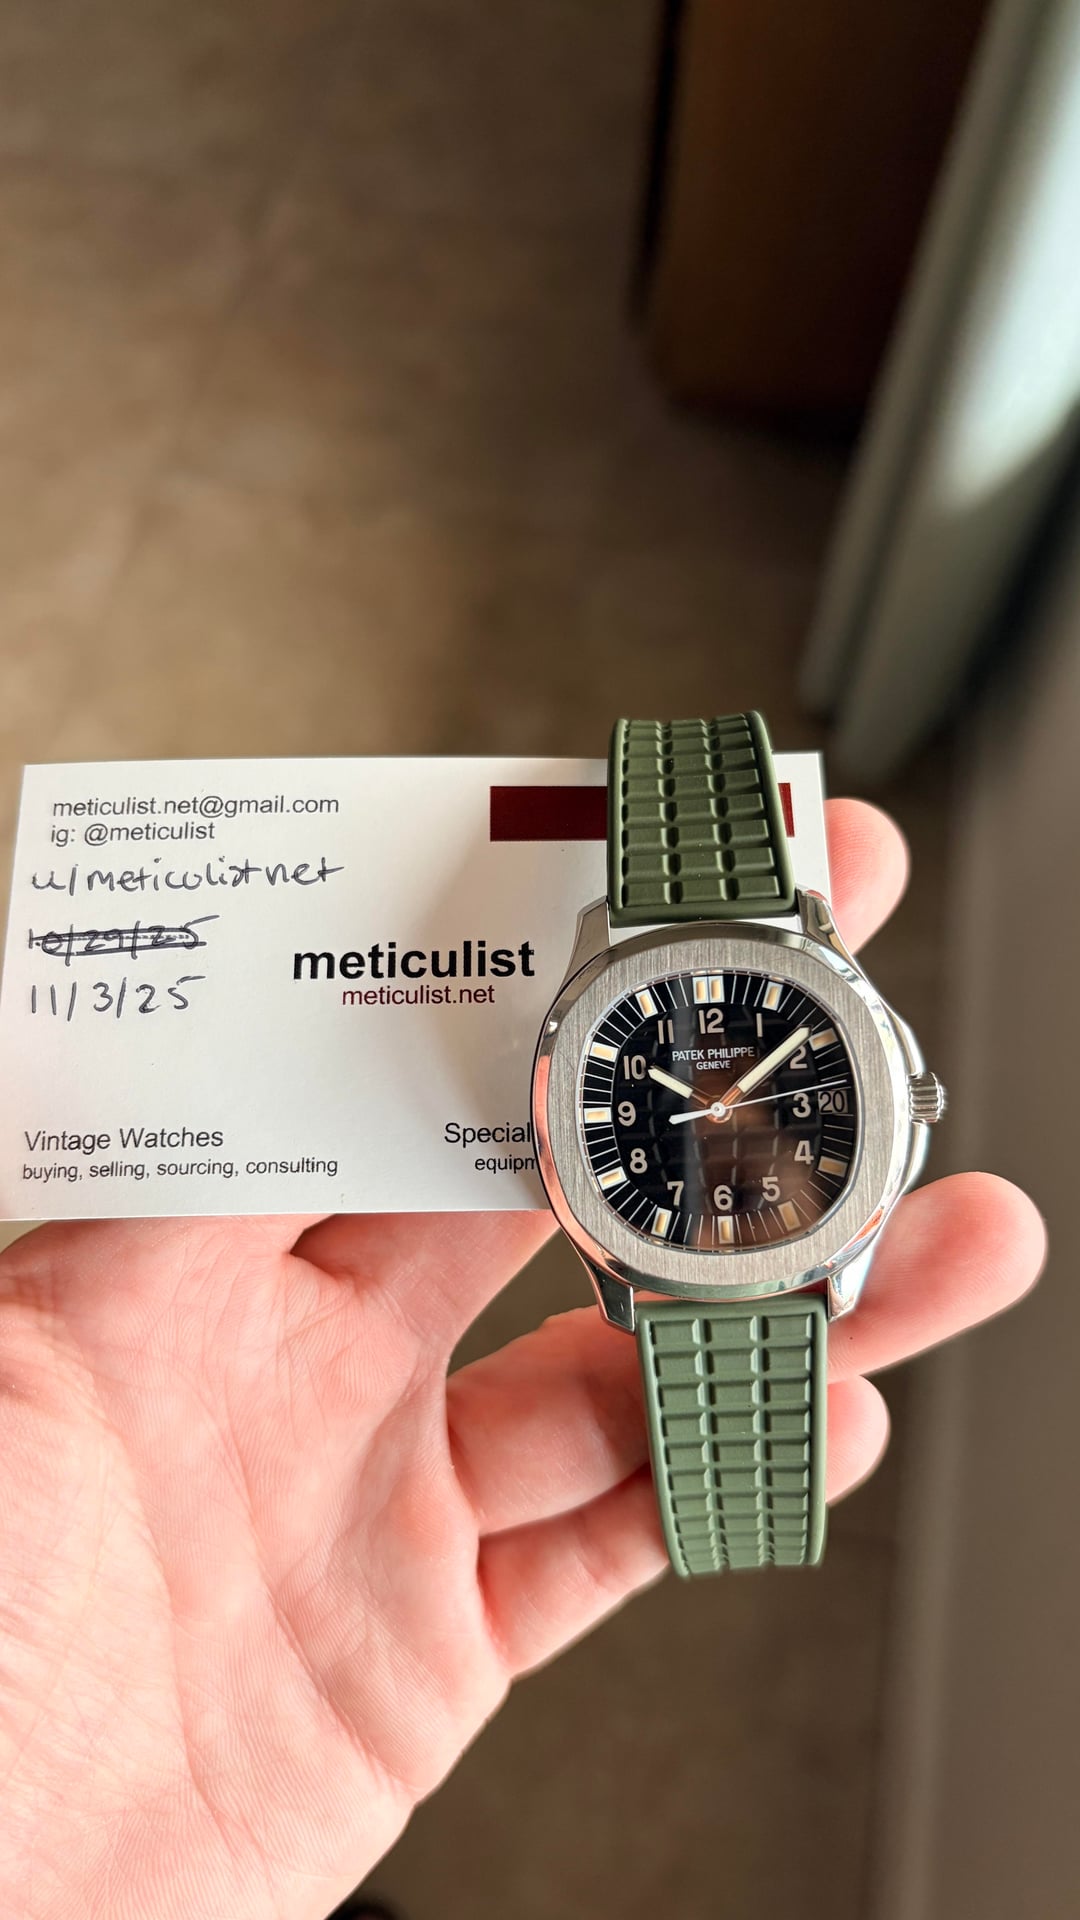 meticulist.net@gmail.com
ig: @meticulist
u/meticulistnet
10/29/25
11/3/25
meticulist
meticulist.net
Vintage Watches
buying, selling, sourcing, consulting
Special
equipm
PATEK PHILIPPE
GENEVE
12
1
2
3
20
4
5
6
7
8
9
10
11